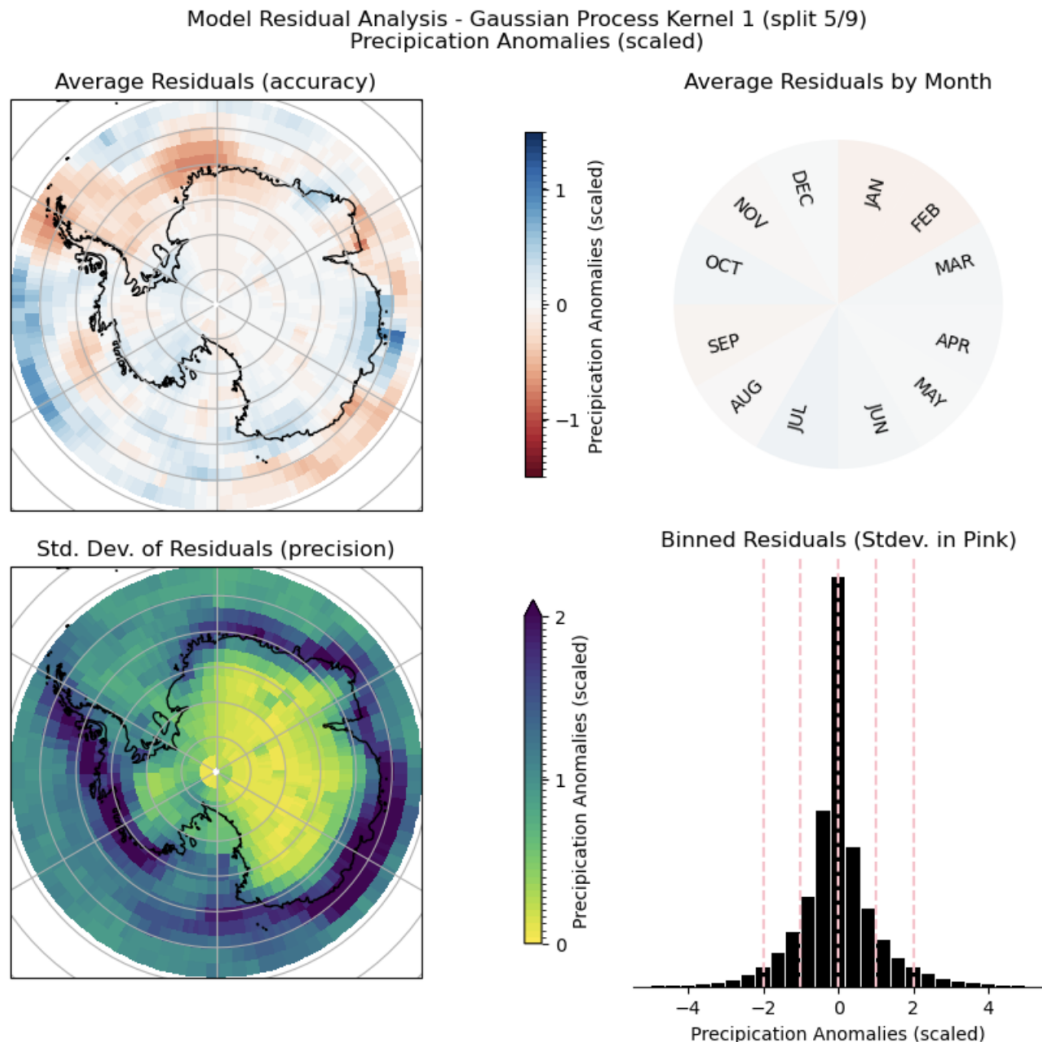 Model Residual Analysis - Gaussian Process Kernel 1 (split 5/9)
Precipication Anomalies (scaled)
Average Residuals (accuracy)
1
0
−1
Precipication Anomalies (scaled)
Average Residuals by Month
JAN
FEB
MAR
APR
MAY
JUN
JUL
AUG
SEP
OCT
NOV
DEC
Std. Dev. of Residuals (precision)
2
1
0
Precipication Anomalies (scaled)
Binned Residuals (Stdev. in Pink)
−4 −2 0 2 4
Precipication Anomalies (scaled)